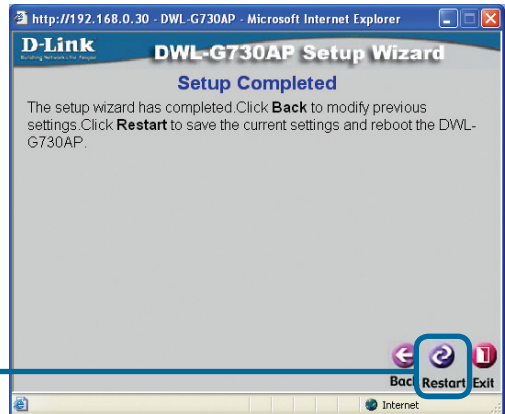 http://192.168.0.30 - DWL-G730AP - Microsoft Internet Explorer
D-Link
Building Networks for People
DWL-G730AP Setup Wizard
Setup Completed
The setup wizard has completed.Click Back to modify previous
settings.Click Restart to save the current settings and reboot the DWL-
G730AP.
Back Restart Exit
Internet